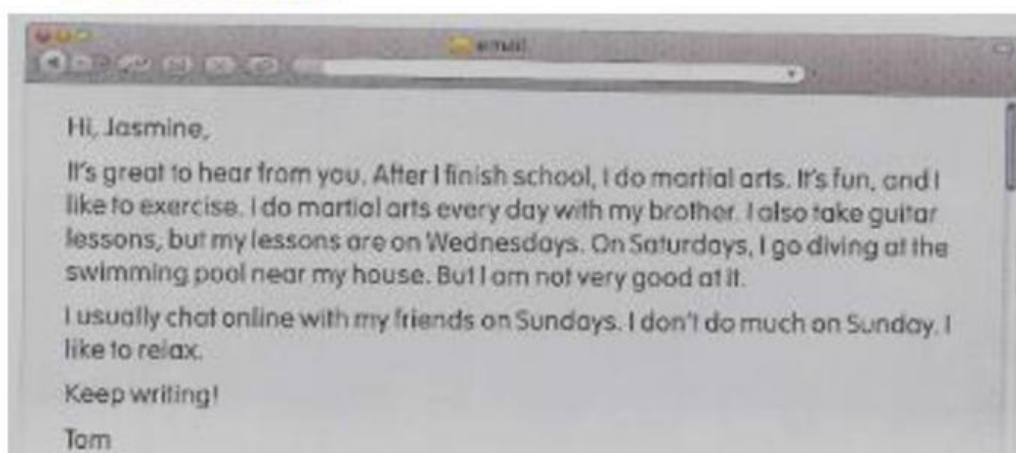 email
Hi, Jasmine,
It's great to hear from you. After I finish school, I do martial arts. It's fun, and I
like to exercise. I do martial arts every day with my brother. I also take guitar
lessons, but my lessons are on Wednesdays. On Saturdays, I go diving at the
swimming pool near my house. But I am not very good at it.
I usually chat online with my friends on Sundays. I don't do much on Sunday. I
like to relax.
Keep writing!
Tom